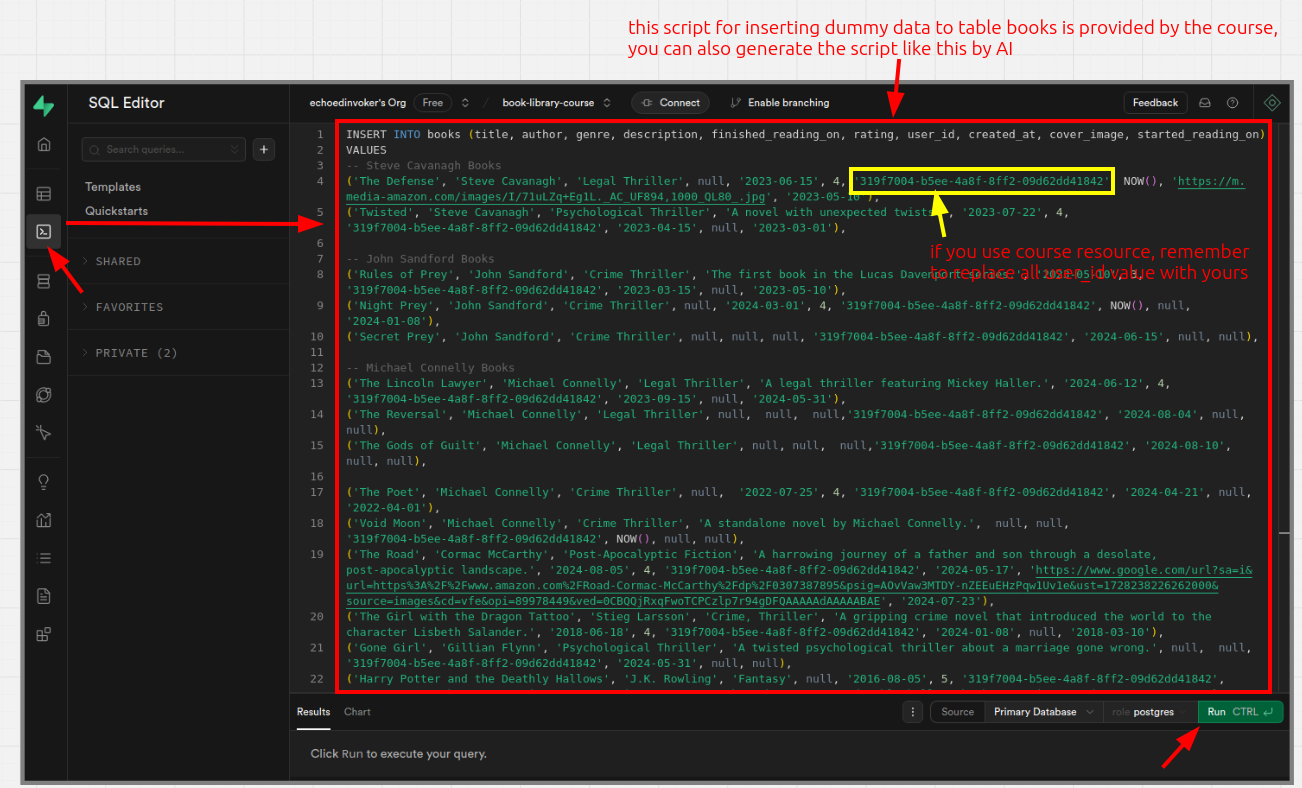 this script for inserting dummy data to table books is provided by the course,
you can also generate the script like this by AI
SQL Editor
echoedinvoker's Org Free / book-library-course Connect Enable branching Feedback
Search queries...
Templates
Quickstarts
SHARED
FAVORITES
PRIVATE (2)
1 INSERT INTO books (title, author, genre, description, finished_reading_on, rating, user_id, created_at, cover_image, started_reading_on)
2 VALUES
3 -- Steve Cavanagh Books
4 ('The Defense', 'Steve Cavanagh', 'Legal Thriller', null, '2023-06-15', 4, '319f7004-b5ee-4a8f-8ff2-09d62dd41842' NOW(), 'https://m.
media-amazon.com/images/I/71uLZq+Eg1L._AC_UF894,1000_QL80_.jpg', '2023-05-10'),
5 ('Twisted', 'Steve Cavanagh', 'Psychological Thriller', 'A novel with unexpected twists', '2023-07-22', 4,
'319f7004-b5ee-4a8f-8ff2-09d62dd41842', '2023-04-15', null, '2023-03-01'),
if you use course resource, remember
to replace all user_id value with yours
6
7 -- John Sandford Books
8 ('Rules of Prey', 'John Sandford', 'Crime Thriller', 'The first book in the Lucas Davenport series.',
'319f7004-b5ee-4a8f-8ff2-09d62dd41842', '2023-03-15', null, '2023-05-10'),
9 ('Night Prey', 'John Sandford', 'Crime Thriller', null, '2024-03-01', 4, '319f7004-b5ee-4a8f-8ff2-09d62dd41842', NOW(), null,
'2024-01-08'),
10 ('Secret Prey', 'John Sandford', 'Crime Thriller', null, null, null, '319f7004-b5ee-4a8f-8ff2-09d62dd41842', '2024-06-15', null, null),
11
12 -- Michael Connelly Books
13 ('The Lincoln Lawyer', 'Michael Connelly', 'Legal Thriller', 'A legal thriller featuring Mickey Haller.', '2024-06-12', 4,
'319f7004-b5ee-4a8f-8ff2-09d62dd41842', '2023-09-15', null, '2024-05-31'),
14 ('The Reversal', 'Michael Connelly', 'Legal Thriller', null, null, null,'319f7004-b5ee-4a8f-8ff2-09d62dd41842', '2024-08-04', null,
null),
15 ('The Gods of Guilt', 'Michael Connelly', 'Legal Thriller', null, null, null,'319f7004-b5ee-4a8f-8ff2-09d62dd41842', '2024-08-10',
null, null),
16
17 ('The Poet', 'Michael Connelly', 'Crime Thriller', null, '2022-07-25', 4, '319f7004-b5ee-4a8f-8ff2-09d62dd41842', '2024-04-21', null,
'2022-04-01'),
18 ('Void Moon', 'Michael Connelly', 'Crime Thriller', 'A standalone novel by Michael Connelly.', null, null,
'319f7004-b5ee-4a8f-8ff2-09d62dd41842', NOW(), null, null),
19 ('The Road', 'Cormac McCarthy', 'Post-Apocalyptic Fiction', 'A harrowing journey of a father and son through a desolate,
post-apocalyptic landscape.', '2024-08-05', 4, '319f7004-b5ee-4a8f-8ff2-09d62dd41842', '2024-05-17', 'https://www.google.com/url?sa=i&
url=https%3A%2F%2Fwww.amazon.com%2FRoad-Cormac-McCarthy%2Fdp%2F0307387895&psig=AOvVaw3MTDY-nZEEuEHzPqw1Uv1e&ust=1728238226262000&
source=images&cd=vfe&opi=89978449&ved=0CBQQjRxqFwoTCPCzlp7r94gDFQAAAAAdAAAAABAE', '2024-07-23'),
20 ('The Girl with the Dragon Tattoo', 'Stieg Larsson', 'Crime, Thriller', 'A gripping crime novel that introduced the world to the
character Lisbeth Salander.', '2018-06-18', 4, '319f7004-b5ee-4a8f-8ff2-09d62dd41842', '2024-01-08', null, '2018-03-10'),
21 ('Gone Girl', 'Gillian Flynn', 'Psychological Thriller', 'A twisted psychological thriller about a marriage gone wrong.', null, null,
'319f7004-b5ee-4a8f-8ff2-09d62dd41842', '2024-05-31', null, null),
22 ('Harry Potter and the Deathly Hallows', 'J.K. Rowling', 'Fantasy', null, '2016-08-05', 5, '319f7004-b5ee-4a8f-8ff2-09d62dd41842',
Results Chart Source Primary Database role postgres Run CTRL
Click Run to execute your query.